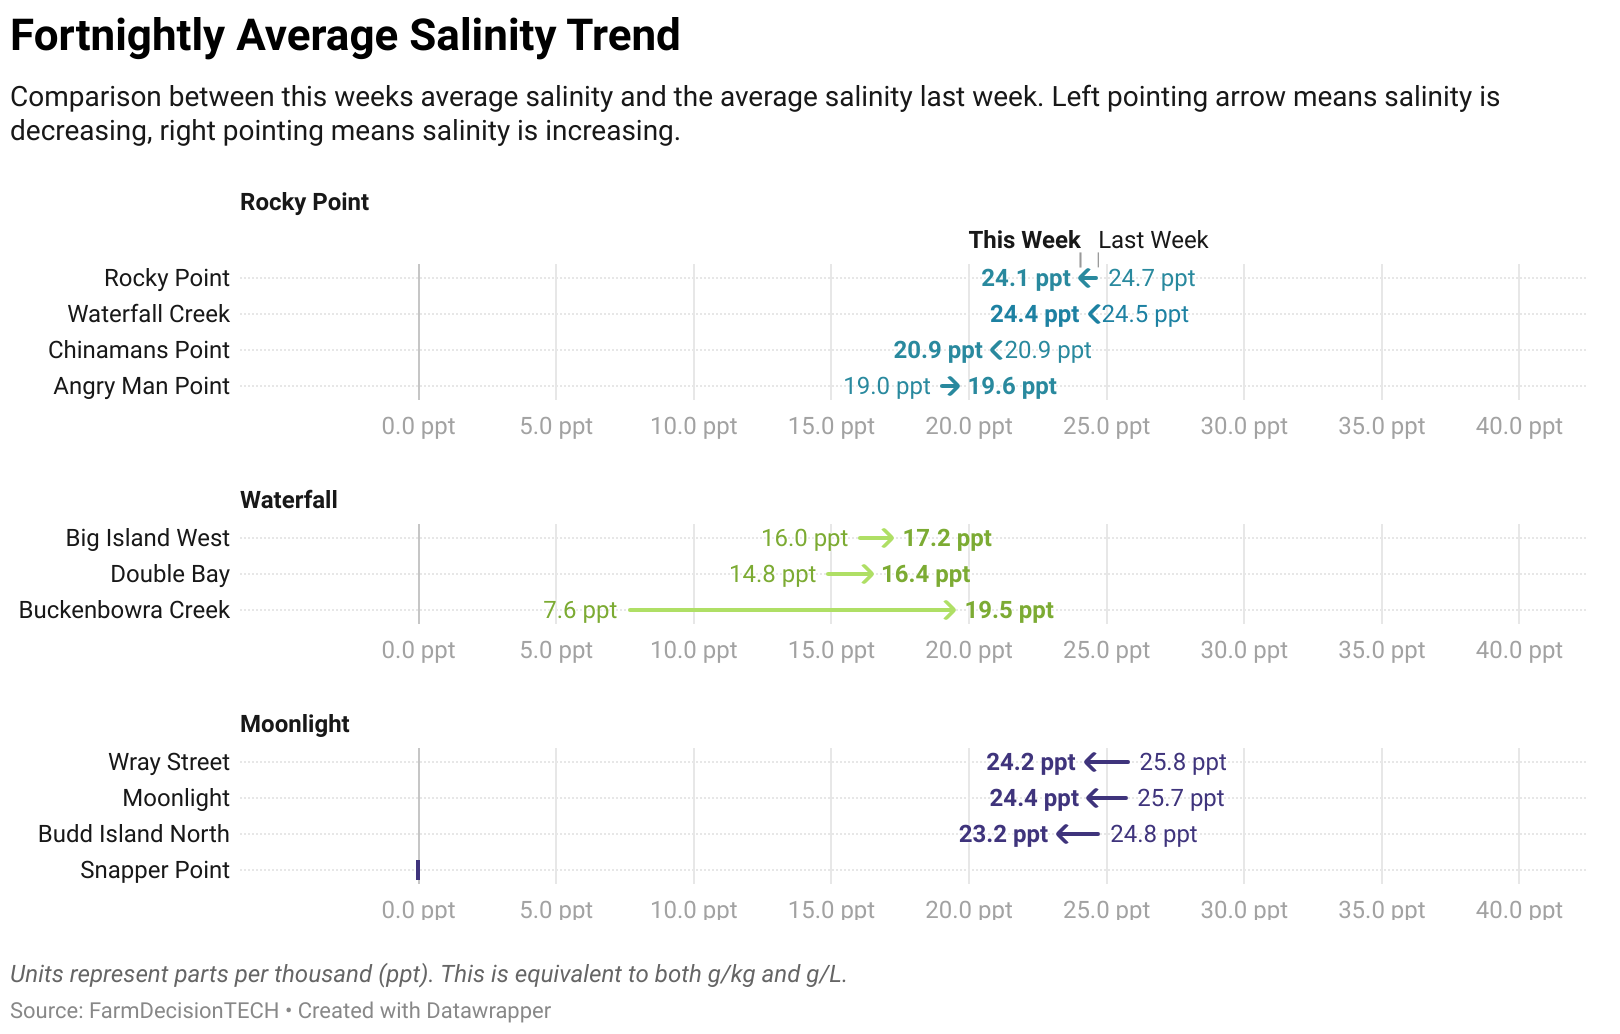 Fortnightly Average Salinity Trend
Comparison between this weeks average salinity and the average salinity last week. Left pointing arrow means salinity is
decreasing, right pointing means salinity is increasing.
Rocky Point
This Week Last Week
Rocky Point 24.1 ppt 24.7 ppt
Waterfall Creek 24.4 ppt 24.5 ppt
Chinamans Point 20.9 ppt 20.9 ppt
Angry Man Point 19.0 ppt 19.6 ppt
0.0 ppt 5.0 ppt 10.0 ppt 15.0 ppt 20.0 ppt 25.0 ppt 30.0 ppt 35.0 ppt 40.0 ppt
Waterfall
Big Island West 16.0 ppt 17.2 ppt
Double Bay 14.8 ppt 16.4 ppt
Buckenbowra Creek 7.6 ppt 19.5 ppt
0.0 ppt 5.0 ppt 10.0 ppt 15.0 ppt 20.0 ppt 25.0 ppt 30.0 ppt 35.0 ppt 40.0 ppt
Moonlight
Wray Street 24.2 ppt 25.8 ppt
Moonlight 24.4 ppt 25.7 ppt
Budd Island North 23.2 ppt 24.8 ppt
Snapper Point
0.0 ppt 5.0 ppt 10.0 ppt 15.0 ppt 20.0 ppt 25.0 ppt 30.0 ppt 35.0 ppt 40.0 ppt
Units represent parts per thousand (ppt). This is equivalent to both g/kg and g/L.
Source: FarmDecisionTECH • Created with Datawrapper